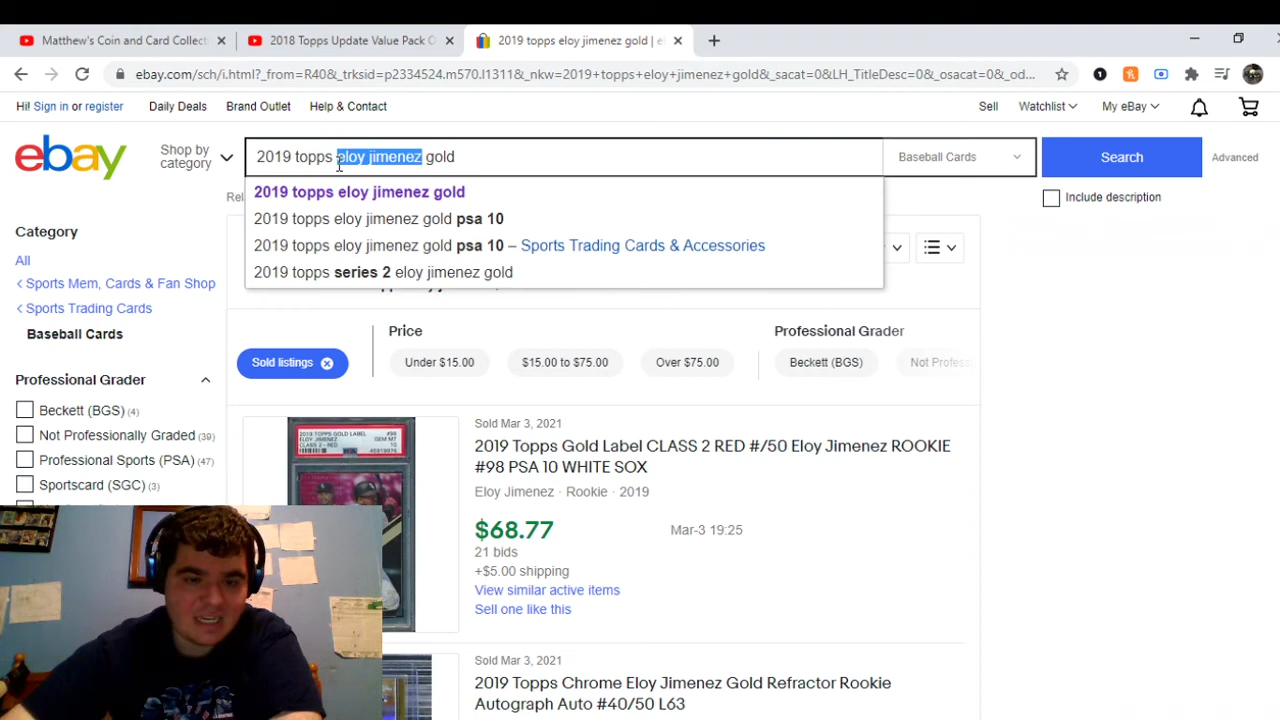 Matthew's Coin and Card Collecti
2018 Topps Update Value Pack O
2019 topps eloy jimenez gold | e
ebay.com/sch/i.html?_from=R40&_trksid=p2334524.m570.l1311&_nkw=2019+topps+eloy+jimenez+gold&_sacat=0&LH_TitleDesc=0&_osacat=0&_od...
Hi! Sign in or register
Daily Deals
Brand Outlet
Help & Contact
Sell
Watchlist
My eBay
ebay
Shop by category
2019 topps eloy jimenez gold
Baseball Cards
Search
Advanced
2019 topps eloy jimenez gold
2019 topps eloy jimenez gold psa 10
2019 topps eloy jimenez gold psa 10 – Sports Trading Cards & Accessories
2019 topps series 2 eloy jimenez gold
Include description
Category
All
Sports Mem, Cards & Fan Shop
Sports Trading Cards
Baseball Cards
Professional Grader
Beckett (BGS) (4)
Not Professionally Graded (39)
Professional Sports (PSA) (47)
Sportscard (SGC) (3)
Price
Professional Grader
Sold listings
Under $15.00
$15.00 to $75.00
Over $75.00
Beckett (BGS)
Not Profess
Sold Mar 3, 2021
2019 Topps Gold Label CLASS 2 RED #/50 Eloy Jimenez ROOKIE
#98 PSA 10 WHITE SOX
Eloy Jimenez · Rookie · 2019
$68.77
Mar-3 19:25
21 bids
+$5.00 shipping
View similar active items
Sell one like this
Sold Mar 3, 2021
2019 Topps Chrome Eloy Jimenez Gold Refractor Rookie
Autograph Auto #40/50 L63